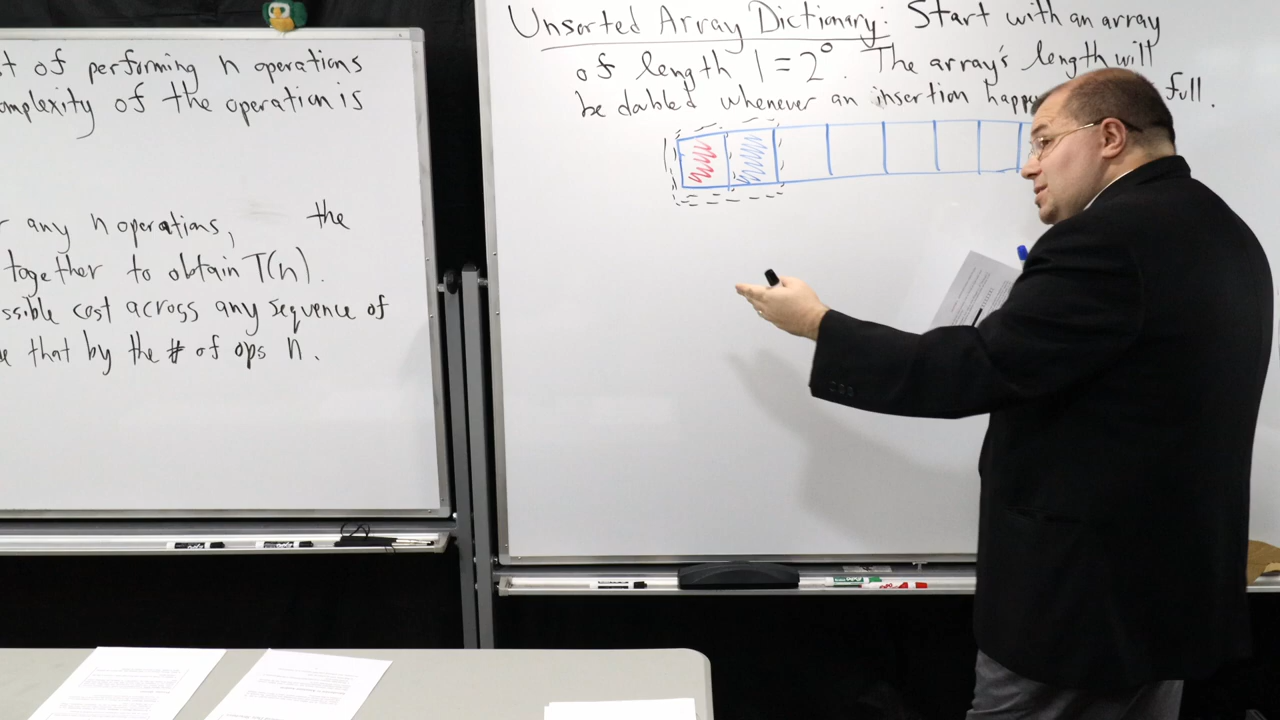 t of performing n operations
omplexity of the operation is
r any n operations, the
together to obtain T(n).
ssible cost across any sequence of
e that by the # of ops n.
Unsorted Array Dictionary: Start with an array
of length 1 = 2⁰. The array's length will
be doubled whenever an insertion happe full.